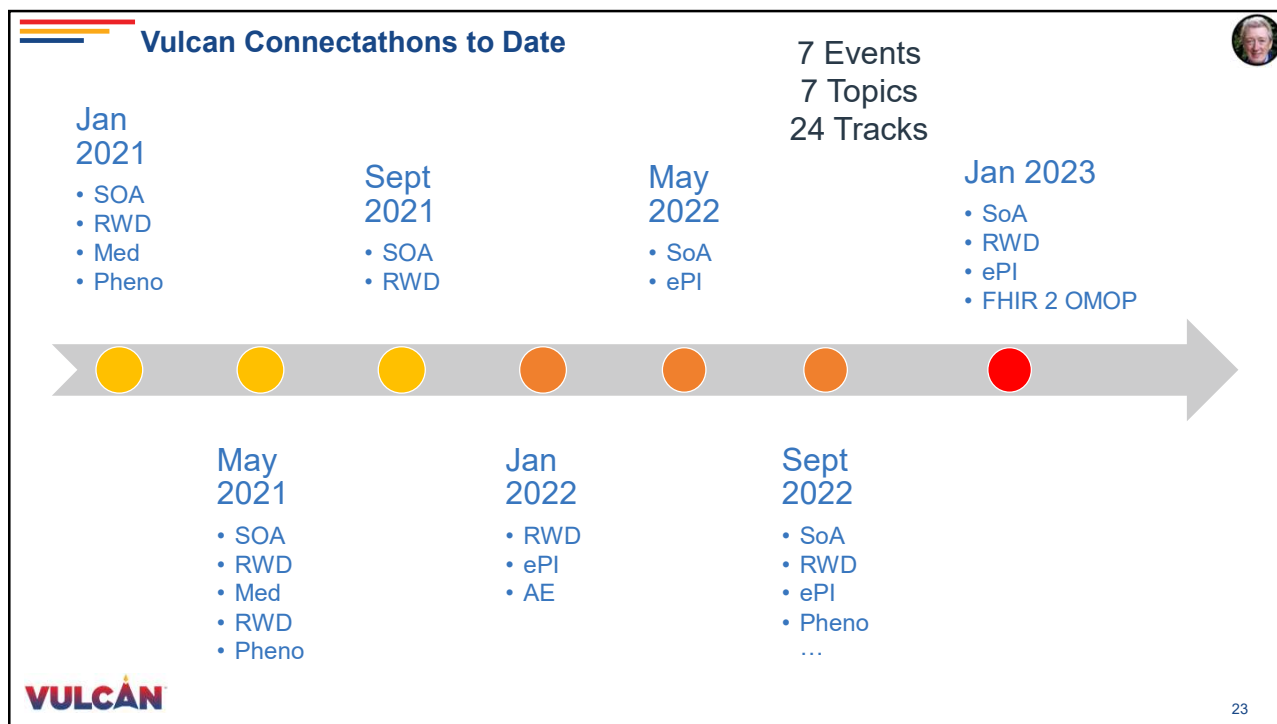 Vulcan Connectathons to Date
7 Events
7 Topics
24 Tracks
Jan
2021
• SOA
• RWD
• Med
• Pheno
Sept
2021
• SOA
• RWD
May
2022
• SoA
• ePI
Jan 2023
• SoA
• RWD
• ePI
• FHIR 2 OMOP
May
2021
• SOA
• RWD
• Med
• RWD
• Pheno
Jan
2022
• RWD
• ePI
• AE
Sept
2022
• SoA
• RWD
• ePI
• Pheno
…
VULCAN
23